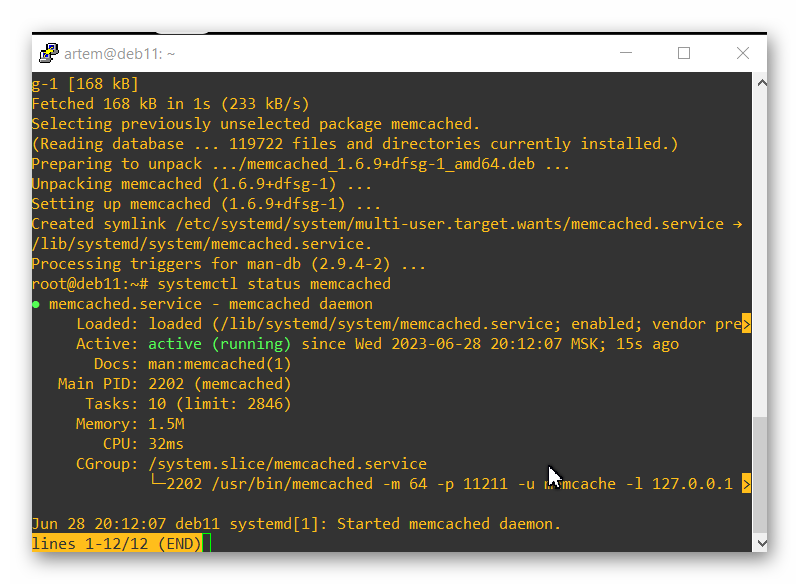 artem@deb11: ~
g-1 [168 kB]
Fetched 168 kB in 1s (233 kB/s)
Selecting previously unselected package memcached.
(Reading database ... 119722 files and directories currently installed.)
Preparing to unpack .../memcached_1.6.9+dfsg-1_amd64.deb ...
Unpacking memcached (1.6.9+dfsg-1) ...
Setting up memcached (1.6.9+dfsg-1) ...
Created symlink /etc/systemd/system/multi-user.target.wants/memcached.service →
/lib/systemd/system/memcached.service.
Processing triggers for man-db (2.9.4-2) ...
root@deb11:~# systemctl status memcached
● memcached.service - memcached daemon
     Loaded: loaded (/lib/systemd/system/memcached.service; enabled; vendor pre>
     Active: active (running) since Wed 2023-06-28 20:12:07 MSK; 15s ago
       Docs: man:memcached(1)
   Main PID: 2202 (memcached)
      Tasks: 10 (limit: 2846)
     Memory: 1.5M
        CPU: 32ms
     CGroup: /system.slice/memcached.service
             └─2202 /usr/bin/memcached -m 64 -p 11211 -u memcache -l 127.0.0.1 >
Jun 28 20:12:07 deb11 systemd[1]: Started memcached daemon.
lines 1-12/12 (END)